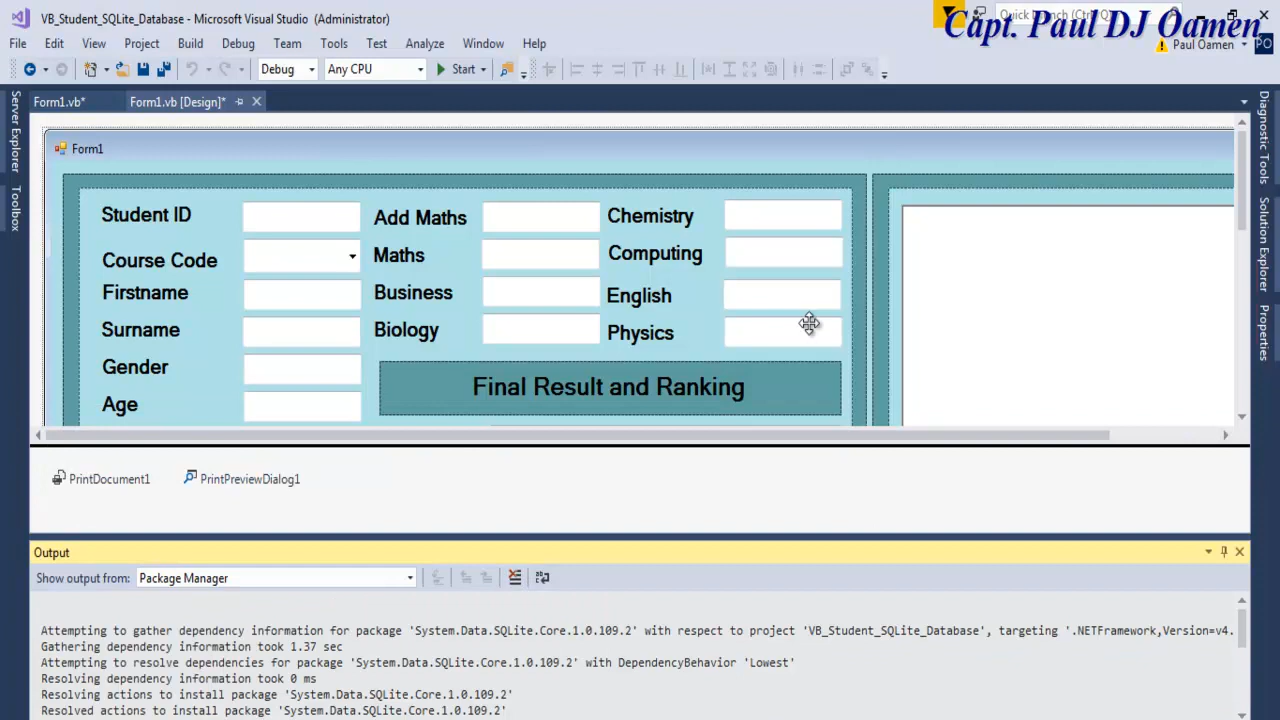 VB_Student_SQLite_Database - Microsoft Visual Studio (Administrator)
Quick Launch (Ctrl+Q)
Capt. Paul DJ Oamen
File Edit View Project Build Debug Team Tools Test Analyze Window Help
Paul Oamen PO
Debug Any CPU Start
Form1.vb* Form1.vb [Design]*
Server Explorer
Toolbox
Diagnostic Tools
Solution Explorer
Properties
Form1
Student ID Add Maths Chemistry
Course Code Maths Computing
Firstname Business English
Surname Biology Physics
Gender
Final Result and Ranking
Age
PrintDocument1 PrintPreviewDialog1
Output
Show output from: Package Manager
Attempting to gather dependency information for package 'System.Data.SQLite.Core.1.0.109.2' with respect to project 'VB_Student_SQLite_Database', targeting '.NETFramework,Version=v4.
Gathering dependency information took 1.37 sec
Attempting to resolve dependencies for package 'System.Data.SQLite.Core.1.0.109.2' with DependencyBehavior 'Lowest'
Resolving dependency information took 0 ms
Resolving actions to install package 'System.Data.SQLite.Core.1.0.109.2'
Resolved actions to install package 'System.Data.SQLite.Core.1.0.109.2'